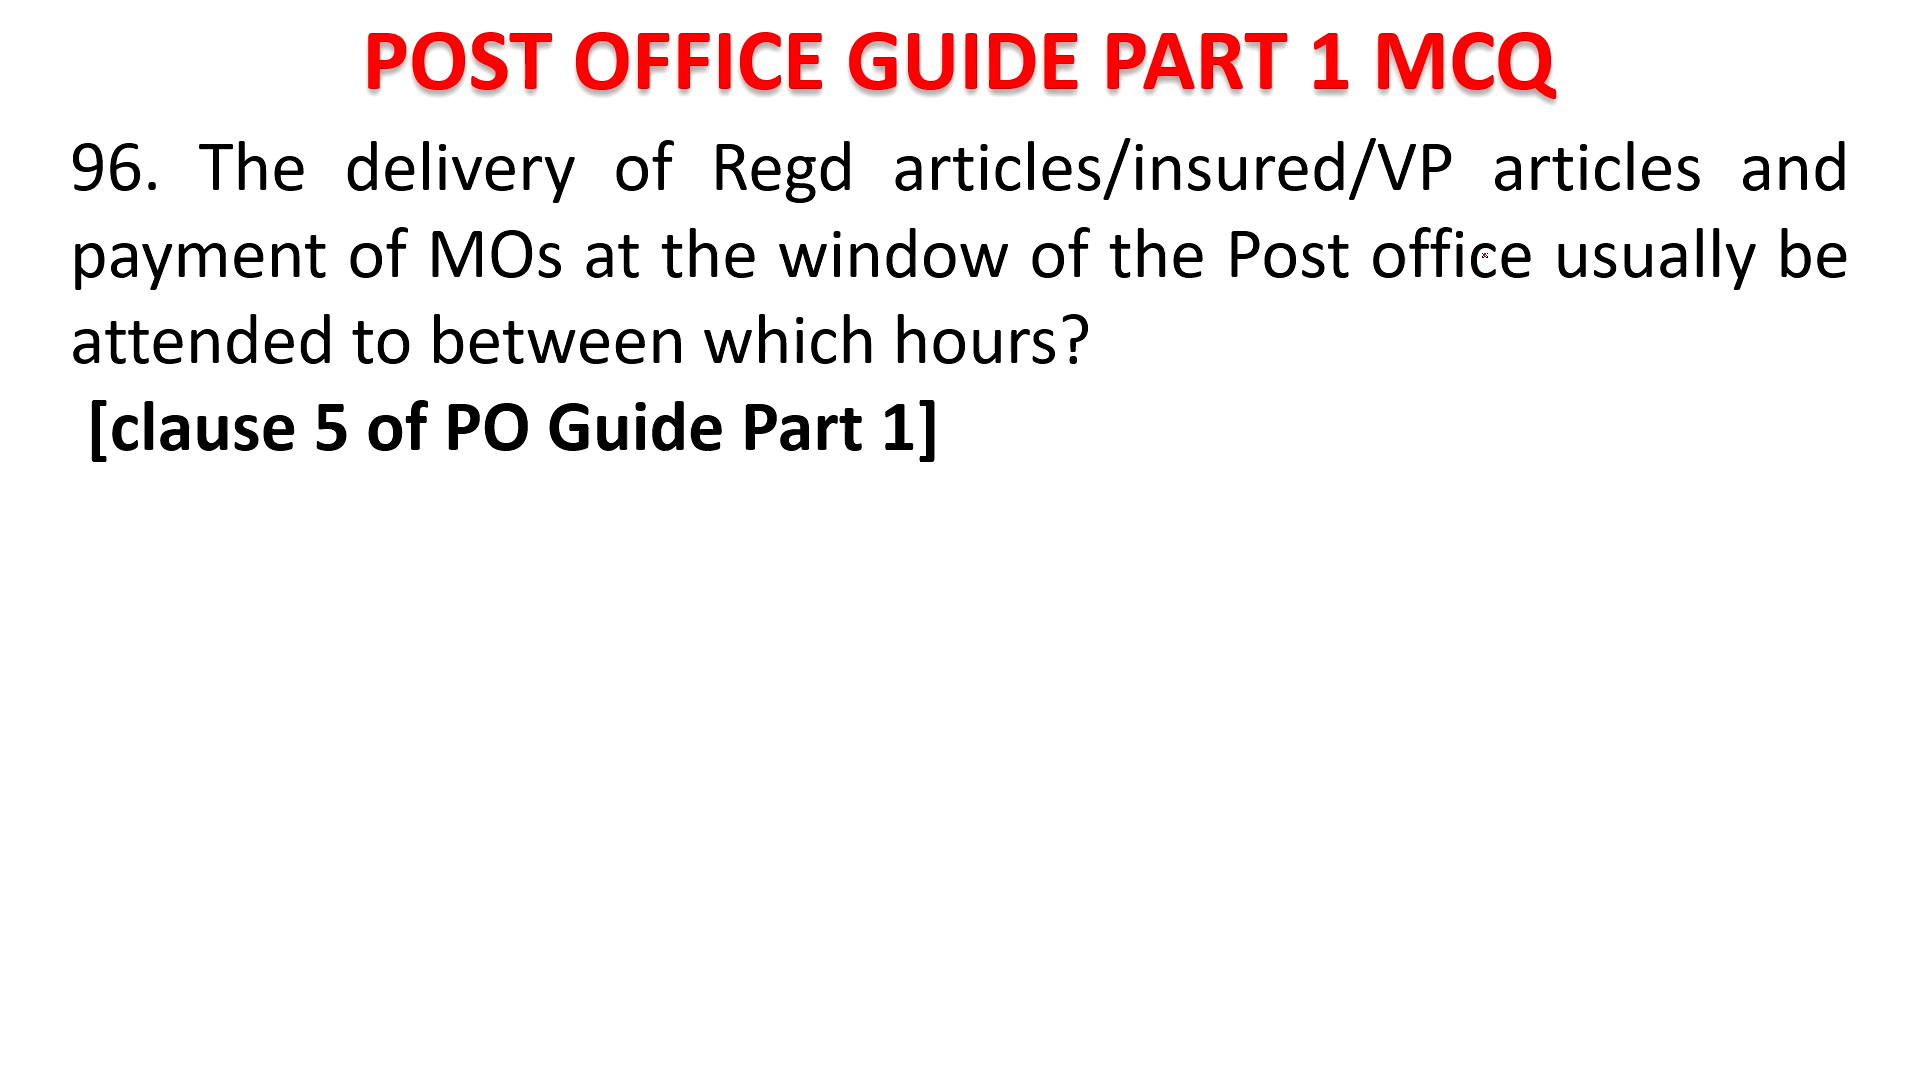 POST OFFICE GUIDE PART 1 MCQ
96. The delivery of Regd articles/insured/VP articles and
payment of MOs at the window of the Post office usually be
attended to between which hours?
[clause 5 of PO Guide Part 1]